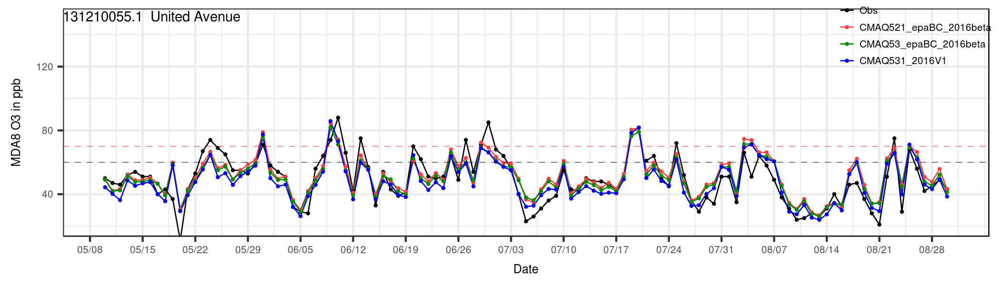 131210055.1 United Avenue
Obs
CMAQ521_epaBC_2016beta
CMAQ53_epaBC_2016beta
CMAQ531_2016V1
MDA8 O3 in ppb
120
80
40
05/08 05/15 05/22 05/29 06/05 06/12 06/19 06/26 07/03 07/10 07/17 07/24 07/31 08/07 08/14 08/21 08/28
Date